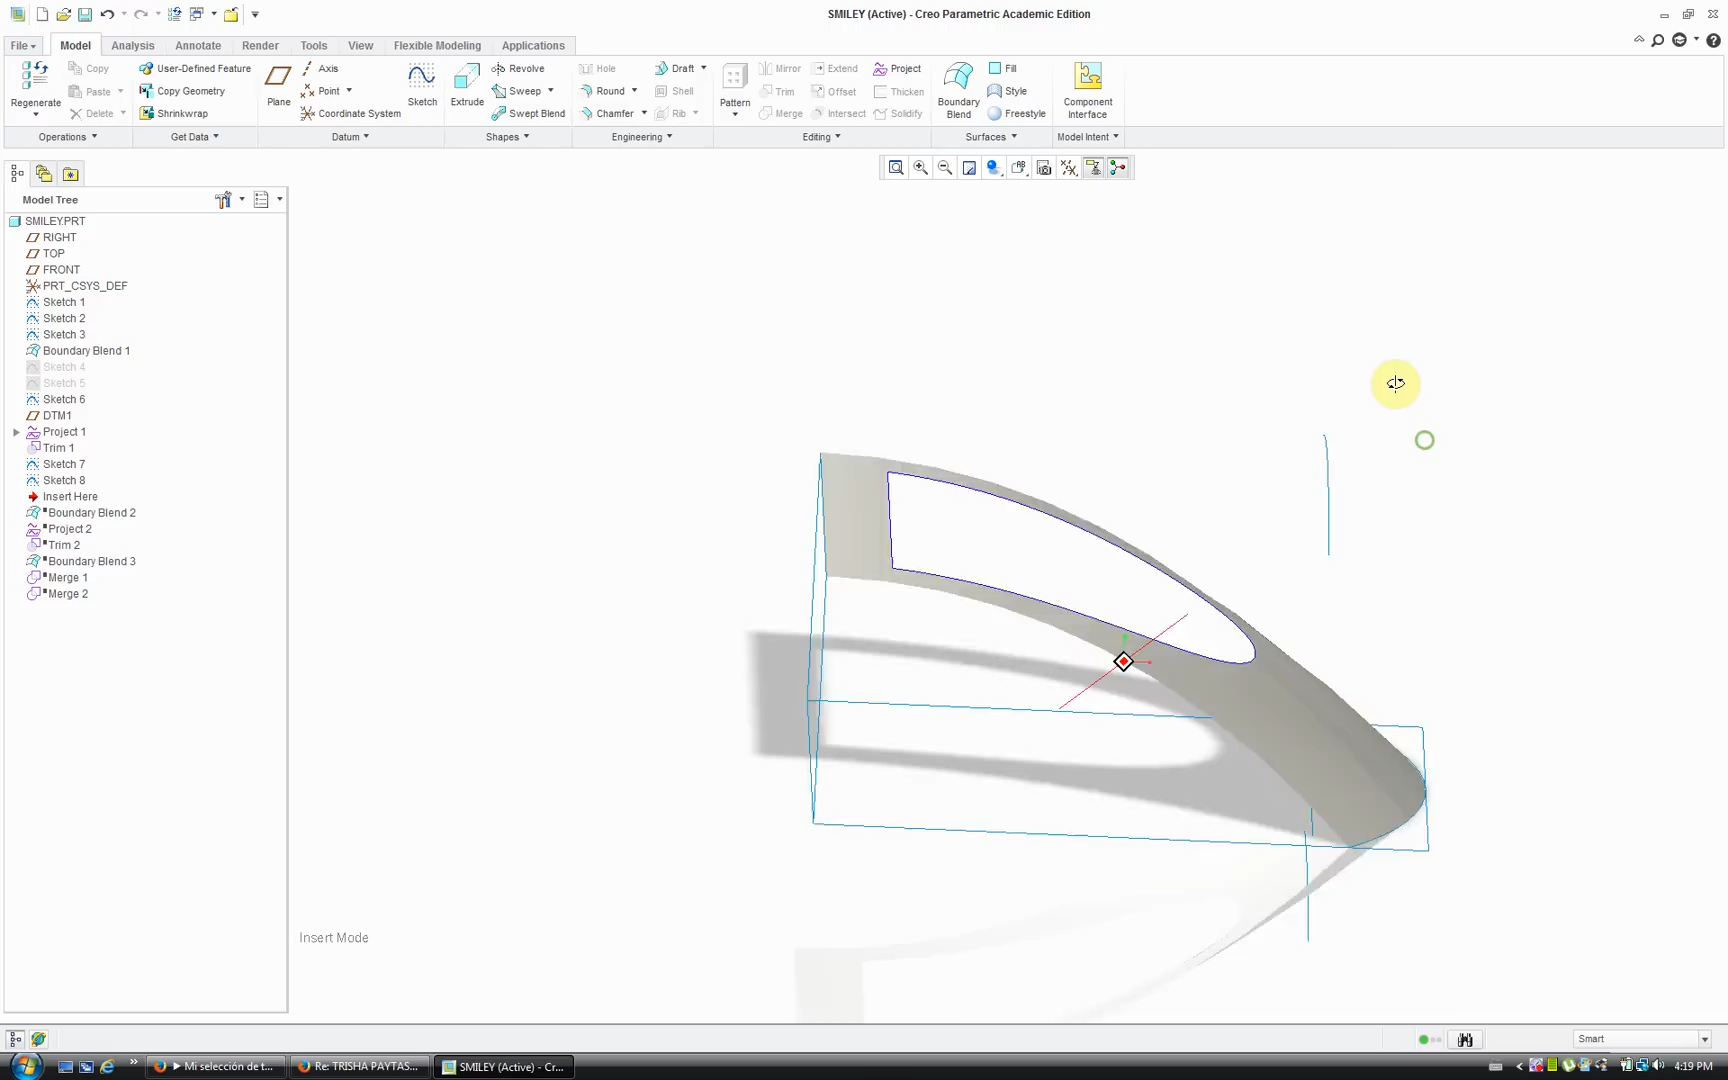 SMILEY (Active) - Creo Parametric Academic Edition
File Model Analysis Annotate Render Tools View Flexible Modeling Applications
Regenerate
Copy
Paste
Delete
Operations
User-Defined Feature
Copy Geometry
Shrinkwrap
Get Data
Plane
Axis
Point
Coordinate System
Datum
Sketch
Extrude
Revolve
Sweep
Swept Blend
Shapes
Hole
Round
Chamfer
Draft
Shell
Rib
Engineering
Pattern
Mirror
Trim
Merge
Extend
Offset
Intersect
Project
Thicken
Solidify
Editing
Boundary
Blend
Fill
Style
Freestyle
Surfaces
Component
Interface
Model Intent
Model Tree
SMILEY.PRT
RIGHT
TOP
FRONT
PRT_CSYS_DEF
Sketch 1
Sketch 2
Sketch 3
Boundary Blend 1
Sketch 4
Sketch 5
Sketch 6
DTM1
Project 1
Trim 1
Sketch 7
Sketch 8
Insert Here
Boundary Blend 2
Project 2
Trim 2
Boundary Blend 3
Merge 1
Merge 2
Insert Mode
Smart
Mi selección de t...
Re: TRISHA PAYTAS...
SMILEY (Active) - Cr...
4:19 PM